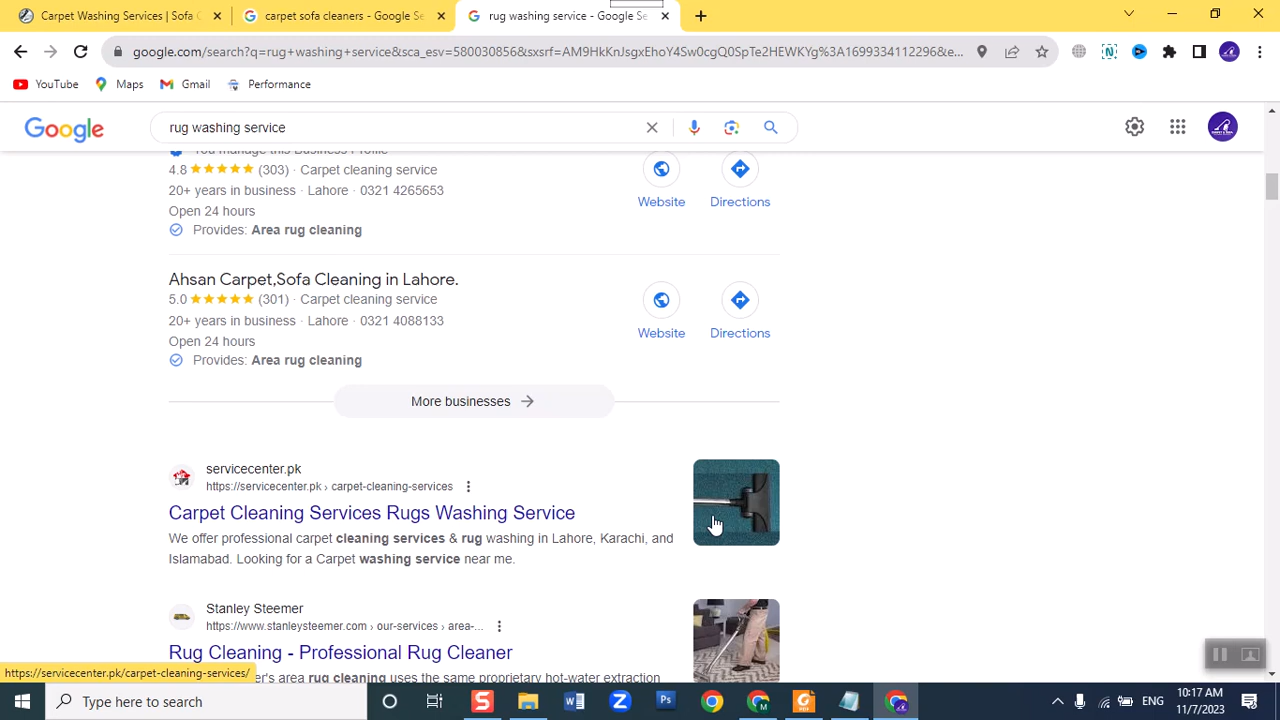 Carpet Washing Services | Sofa C
carpet sofa cleaners - Google Se
rug washing service - Google Se
google.com/search?q=rug+washing+service&sca_esv=580030856&sxsrf=AM9HkKnJsgxEhoY4Sw0cgQ0SpTe2HEWKYg%3A1699334112296&e...
YouTube
Maps
Gmail
Performance
Google
rug washing service
You manage this Business Profile
4.8 (303) · Carpet cleaning service
20+ years in business · Lahore · 0321 4265653
Open 24 hours
Provides: Area rug cleaning
Website
Directions
Ahsan Carpet,Sofa Cleaning in Lahore.
5.0 (301) · Carpet cleaning service
20+ years in business · Lahore · 0321 4088133
Open 24 hours
Provides: Area rug cleaning
Website
Directions
More businesses
servicecenter.pk
https://servicecenter.pk › carpet-cleaning-services
Carpet Cleaning Services Rugs Washing Service
We offer professional carpet cleaning services & rug washing in Lahore, Karachi, and
Islamabad. Looking for a Carpet washing service near me.
Stanley Steemer
https://www.stanleysteemer.com › our-services › area-...
Rug Cleaning - Professional Rug Cleaner
er's area rug cleaning uses the same proprietary hot-water extraction
https://servicecenter.pk/carpet-cleaning-services/
Type here to search
ENG
10:17 AM
11/7/2023